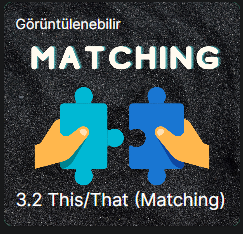 Görüntülenebilir
MATCHING
3.2 This/That (Matching)